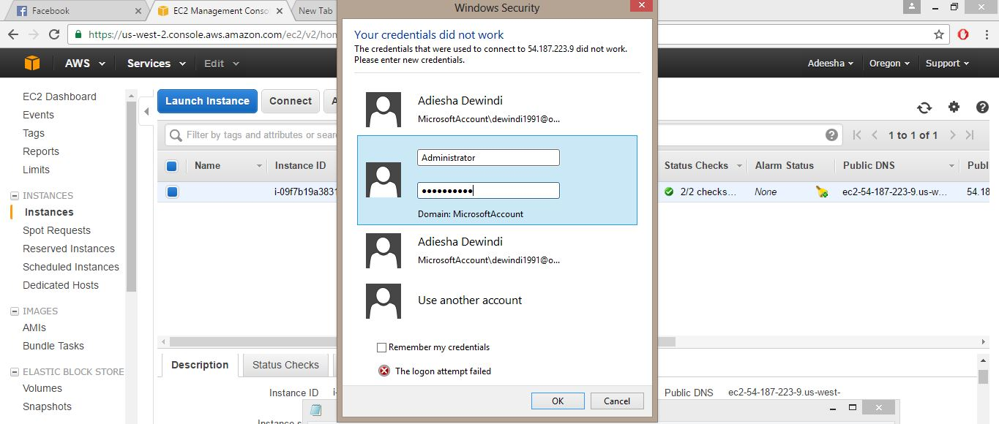 Facebook
EC2 Management Conso
New Tab
https://us-west-2.console.aws.amazon.com/ec2/v2/hom
AWS
Services
Edit
Adeesha
Oregon
Support
EC2 Dashboard
Events
Tags
Reports
Limits
INSTANCES
Instances
Spot Requests
Reserved Instances
Scheduled Instances
Dedicated Hosts
IMAGES
AMIs
Bundle Tasks
ELASTIC BLOCK STORE
Volumes
Snapshots
Launch Instance
Connect
A
Filter by tags and attributes or sear
1 to 1 of 1
Name
Instance ID
Status Checks
Alarm Status
Public DNS
Publ
i-09f7b19a3831
2/2 checks...
None
ec2-54-187-223-9.us-w...
54.18
Description
Status Checks
Instance ID
i-
Public DNS
ec2-54-187-223-9.us-west-
Instance s
Windows Security
Your credentials did not work
The credentials that were used to connect to 54.187.223.9 did not work.
Please enter new credentials.
Adiesha Dewindi
MicrosoftAccount\dewindi1991@o...
Administrator
●●●●●●●●●●
Domain: MicrosoftAccount
Adiesha Dewindi
MicrosoftAccount\dewindi1991@o...
Use another account
Remember my credentials
The logon attempt failed
OK
Cancel